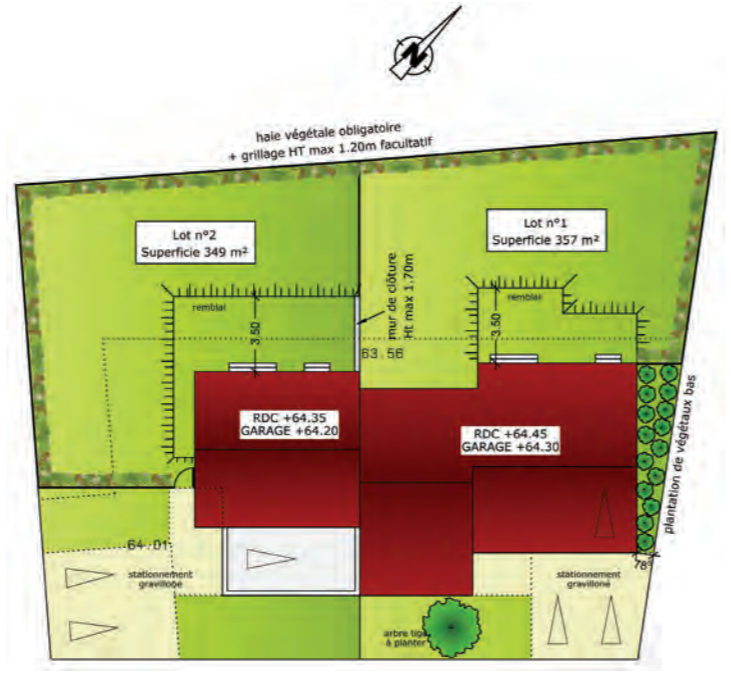 N
haie végétale obligatoire
+ grillage HT max 1.20m facultatif
Lot n°2
Superficie 349 m²
Lot n°1
Superficie 357 m²
remblai
3.50
mur de clôture
Ht max 1.70m
remblai
3.50
63.56
RDC +64.35
GARAGE +64.20
RDC +64.45
GARAGE +64.30
plantation de végétaux bas
64.01
stationnement
gravilloné
stationnement
gravilloné
78°
arbre tige
à planter